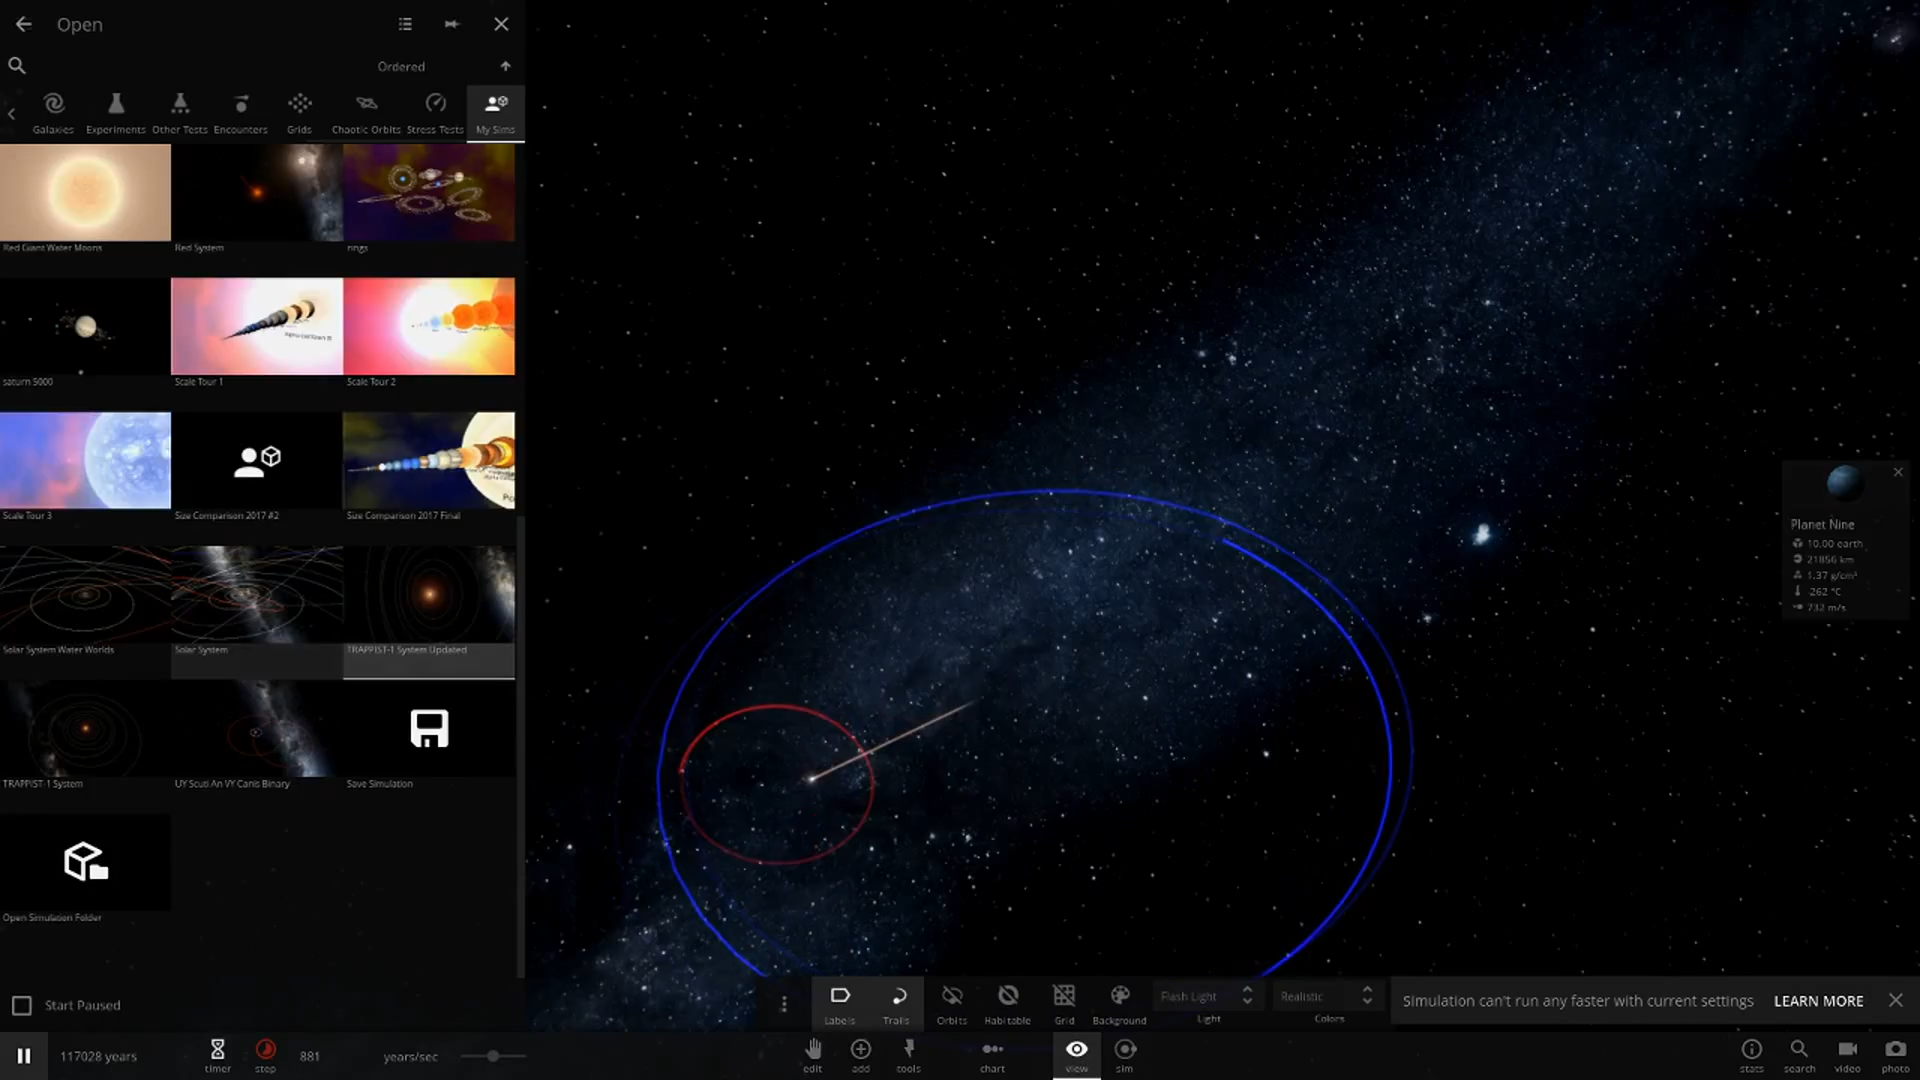 Open
Ordered
Galaxies
Experiments
Other Tests
Encounters
Grids
Chaotic Orbits
Stress Tests
My Sims
Red Giant Water Moons
Red System
rings
saturn 5000
Scale Tour 1
Scale Tour 2
Scale Tour 3
Size Comparison 2017 #2
Size Comparison 2017 Final
Solar System Water Worlds
Solar System
TRAPPIST-1 System Updated
TRAPPIST-1 System
UY Scuti An VY Canis Binary
Save Simulation
Open Simulation Folder
Start Paused
Planet Nine
10.00 earth
21856 km
1.37 g/cm³
-262 °C
732 m/s
Labels
Trails
Orbits
Habitable
Grid
Background
Flash Light
Light
Realistic
Colors
Simulation can't run any faster with current settings
LEARN MORE
117028 years
timer
step
881
years/sec
edit
add
tools
chart
view
sim
stats
search
video
photo